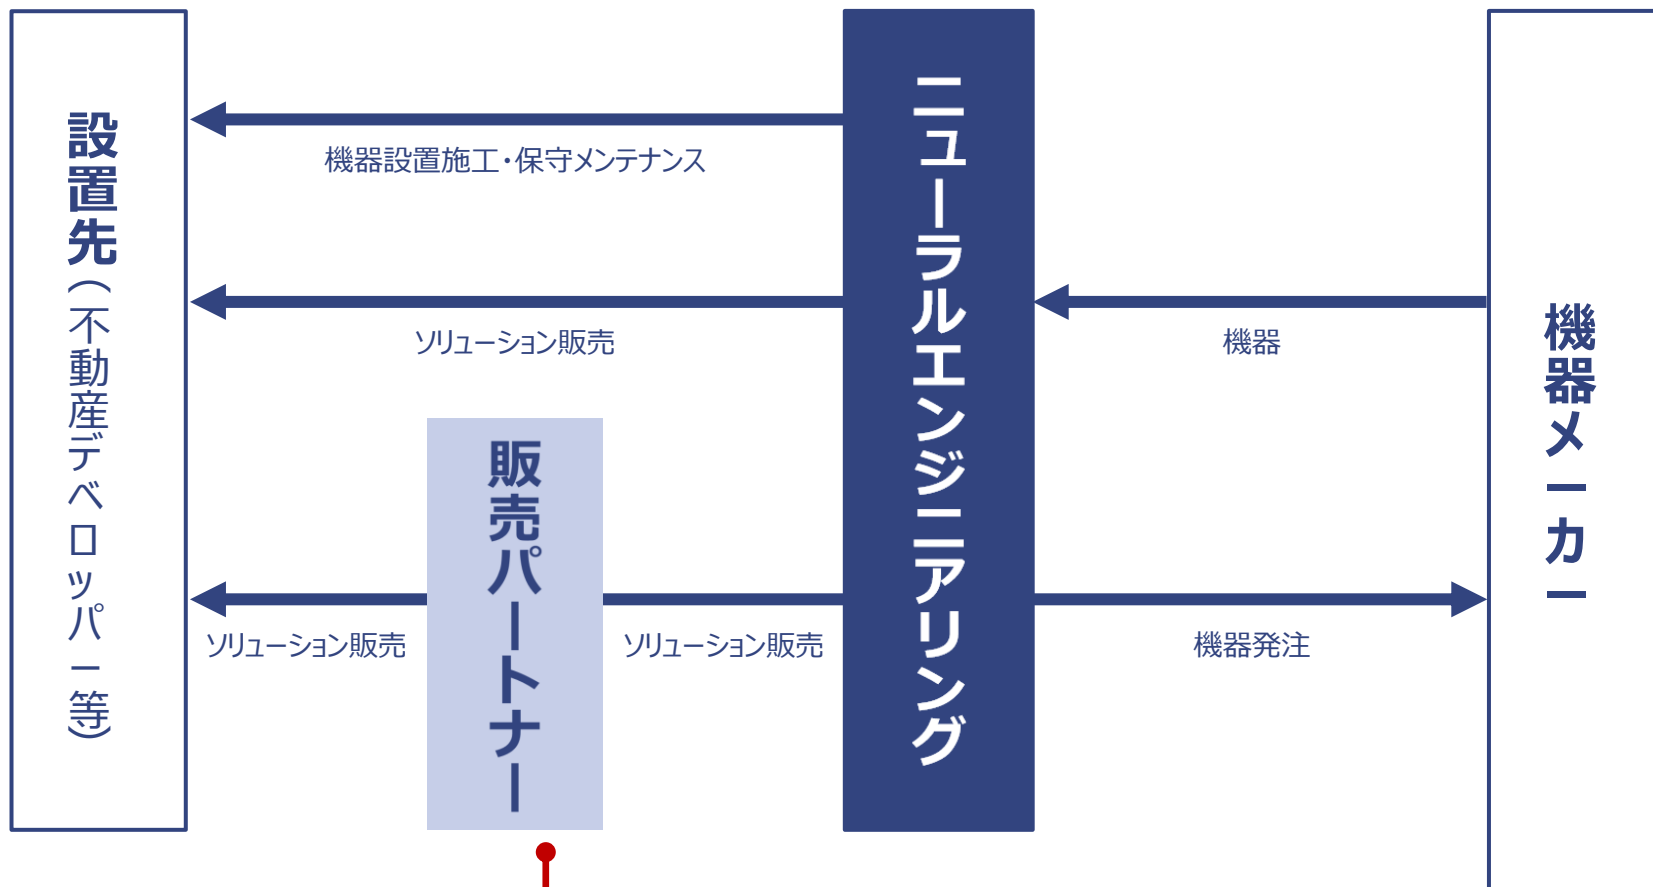 設置先（不動産デベロッパー等）
機器設置施工・保守メンテナンス
ソリューション販売
ソリューション販売
販売パートナー
ソリューション販売
ニューラルエンジニアリング
機器
機器発注
機器メーカー